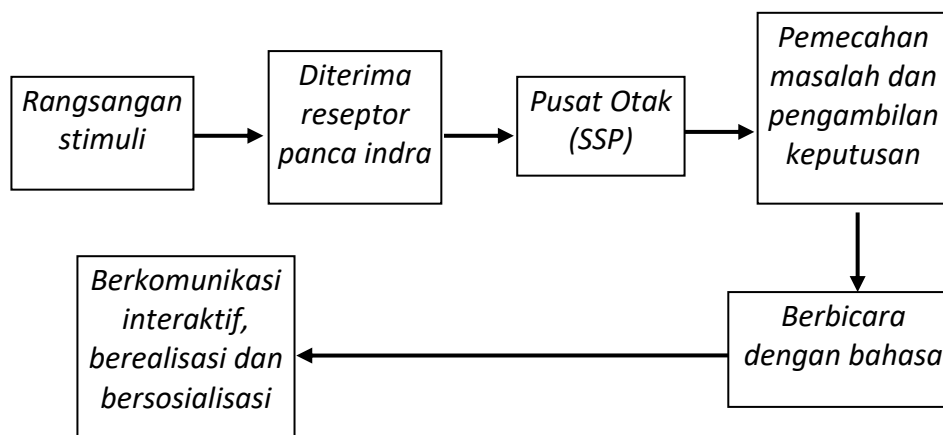 Rangsangan
stimuli
Diterima
reseptor
panca indra
Pusat Otak
(SSP)
Pemecahan
masalah dan
pengambilan
keputusan
Berbicara
dengan bahasa
Berkomunikasi
interaktif,
berealisasi dan
bersosialisasi